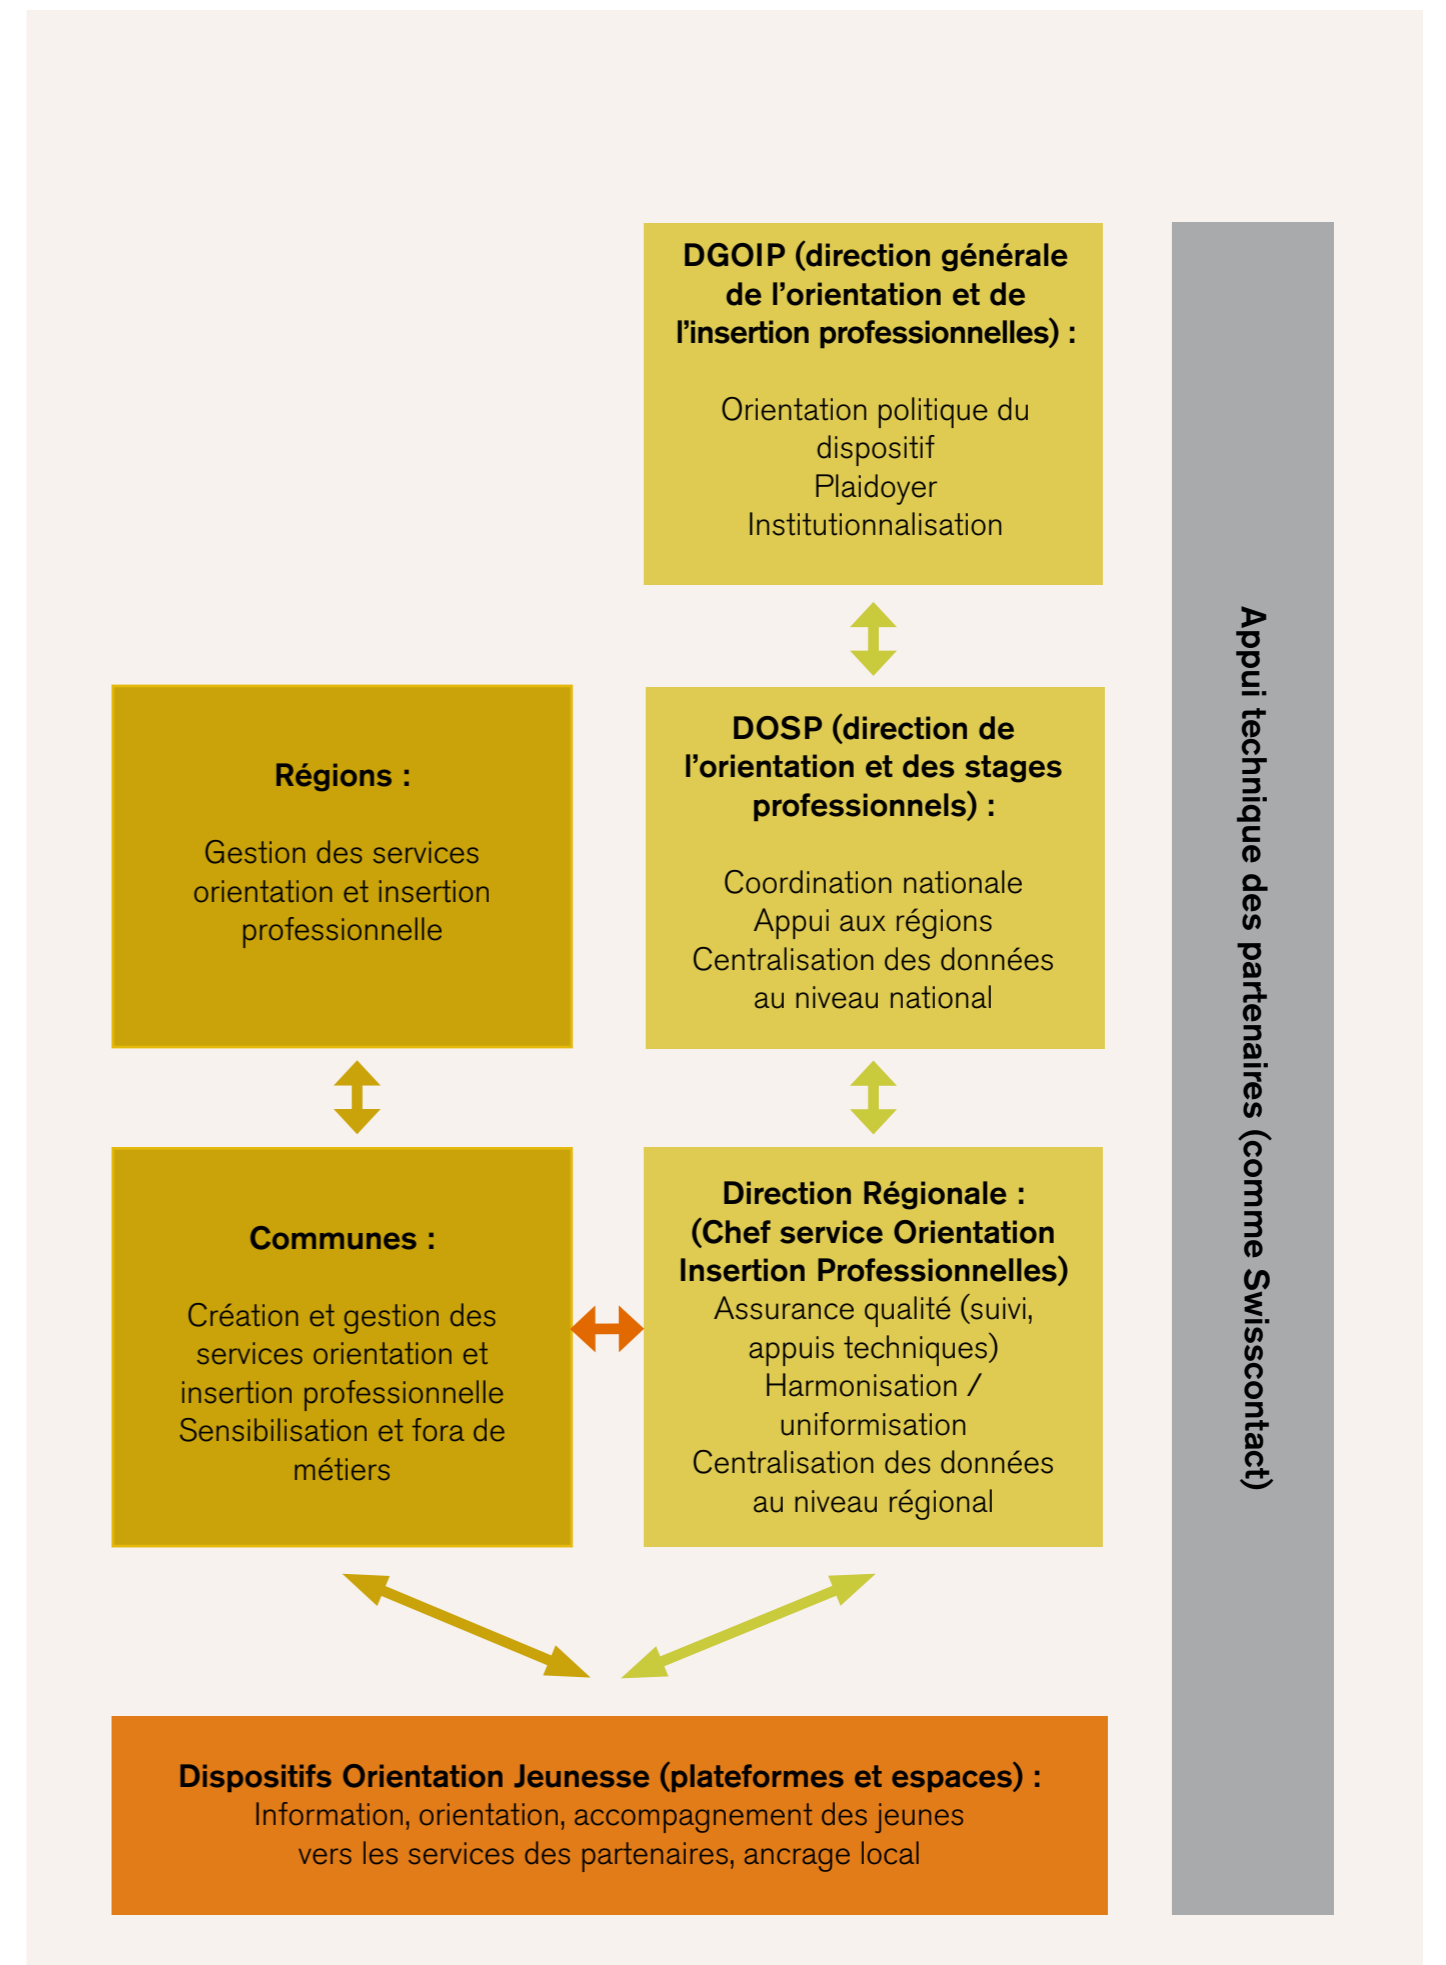 DGOIP (direction générale
de l’orientation et de
l’insertion professionnelles) :
Orientation politique du
dispositif
Plaidoyer
Institutionnalisation
Régions :
Gestion des services
orientation et insertion
professionnelle
DOSP (direction de
l’orientation et des stages
professionnels) :
Coordination nationale
Appui aux régions
Centralisation des données
au niveau national
Communes :
Création et gestion des
services orientation et
insertion professionnelle
Sensibilisation et fora de
métiers
Direction Régionale :
(Chef service Orientation
Insertion Professionnelles)
Assurance qualité (suivi,
appuis techniques)
Harmonisation /
uniformisation
Centralisation des données
au niveau régional
Dispositifs Orientation Jeunesse (plateformes et espaces) :
Information, orientation, accompagnement des jeunes
vers les services des partenaires, ancrage local
Appui technique des partenaires (comme Swisscontact)